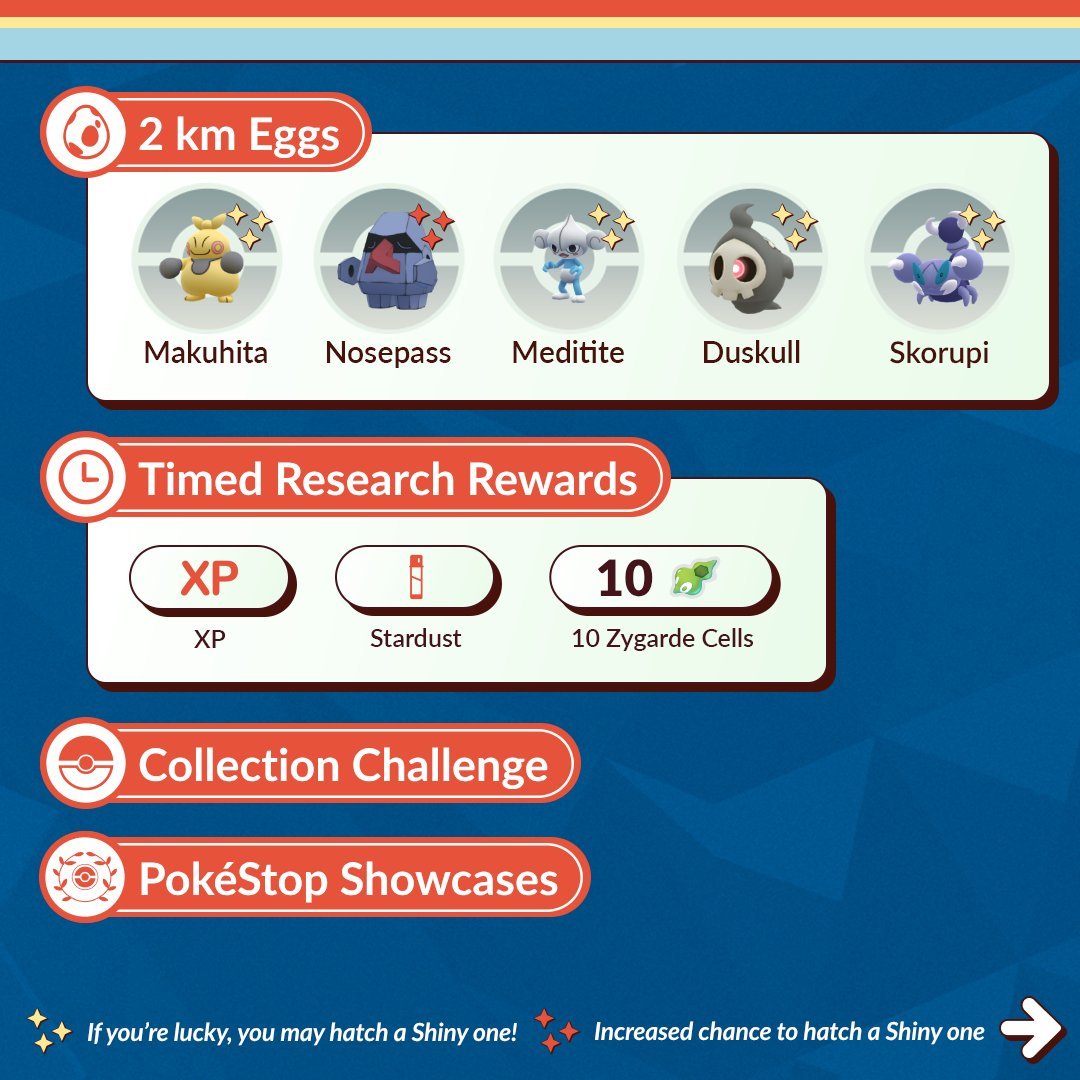 2 km Eggs
Makuhita Nosepass Meditite Duskull Skorupi
Timed Research Rewards
XP 10
XP Stardust 10 Zygarde Cells
Collection Challenge
PokéStop Showcases
If you're lucky, you may hatch a Shiny one! Increased chance to hatch a Shiny one